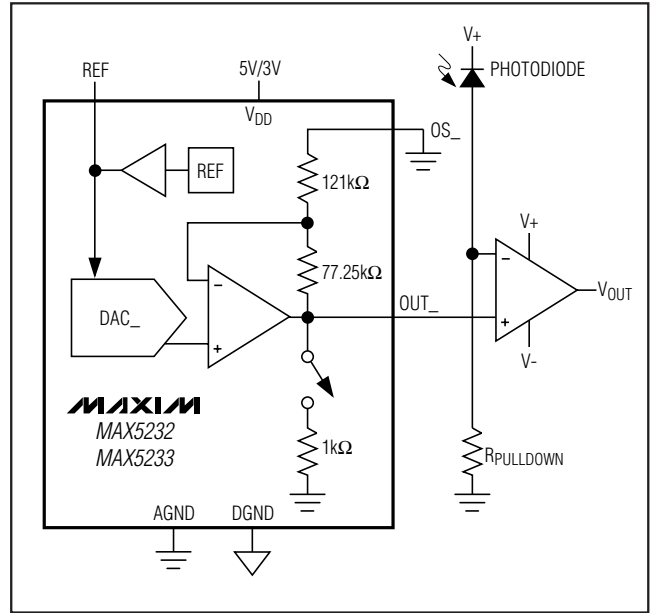 REF
5V/3V
V+
PHOTODIODE
VDD
OS_
REF
121kΩ
77.25kΩ
V+
-
-
VOUT
DAC_
OUT_
+
+
V-
MAXIM
MAX5232
MAX5233
1kΩ
RPULLDOWN
AGND
DGND